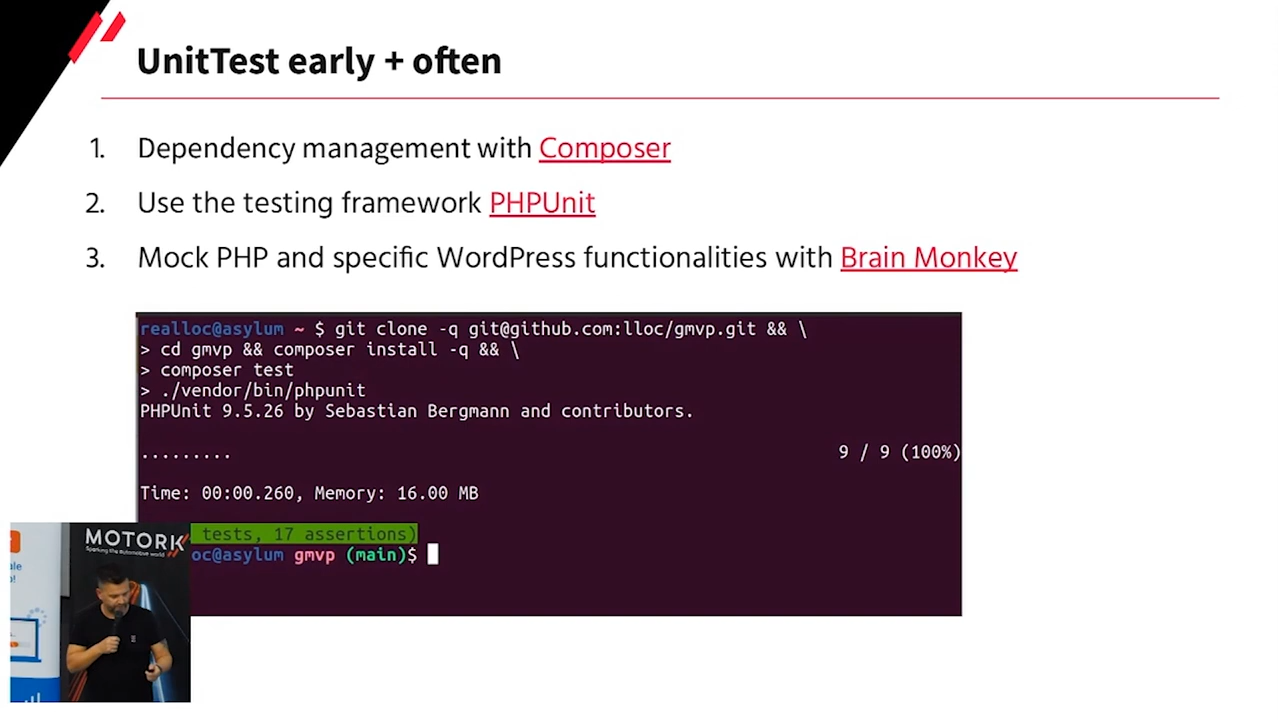 UnitTest early + often
1. Dependency management with Composer
2. Use the testing framework PHPUnit
3. Mock PHP and specific WordPress functionalities with Brain Monkey
realloc@asylum ~ $ git clone -q git@github.com:lloc/gmvp.git && \
> cd gmvp && composer install -q && \
> composer test
> ./vendor/bin/phpunit
PHPUnit 9.5.26 by Sebastian Bergmann and contributors.
......... 9 / 9 (100%)
Time: 00:00.260, Memory: 16.00 MB
tests, 17 assertions)
oc@asylum gmvp (main)$
MOTORK
Sparking the automotive world
ale